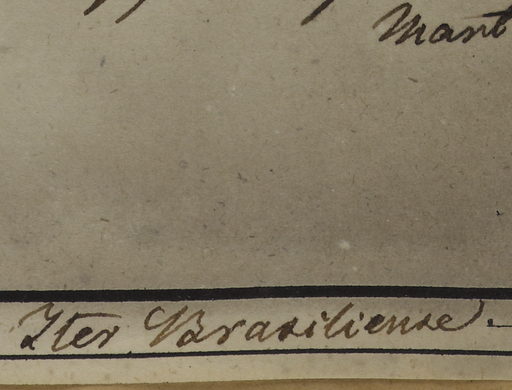 Mart
Iter Brasiliense. –